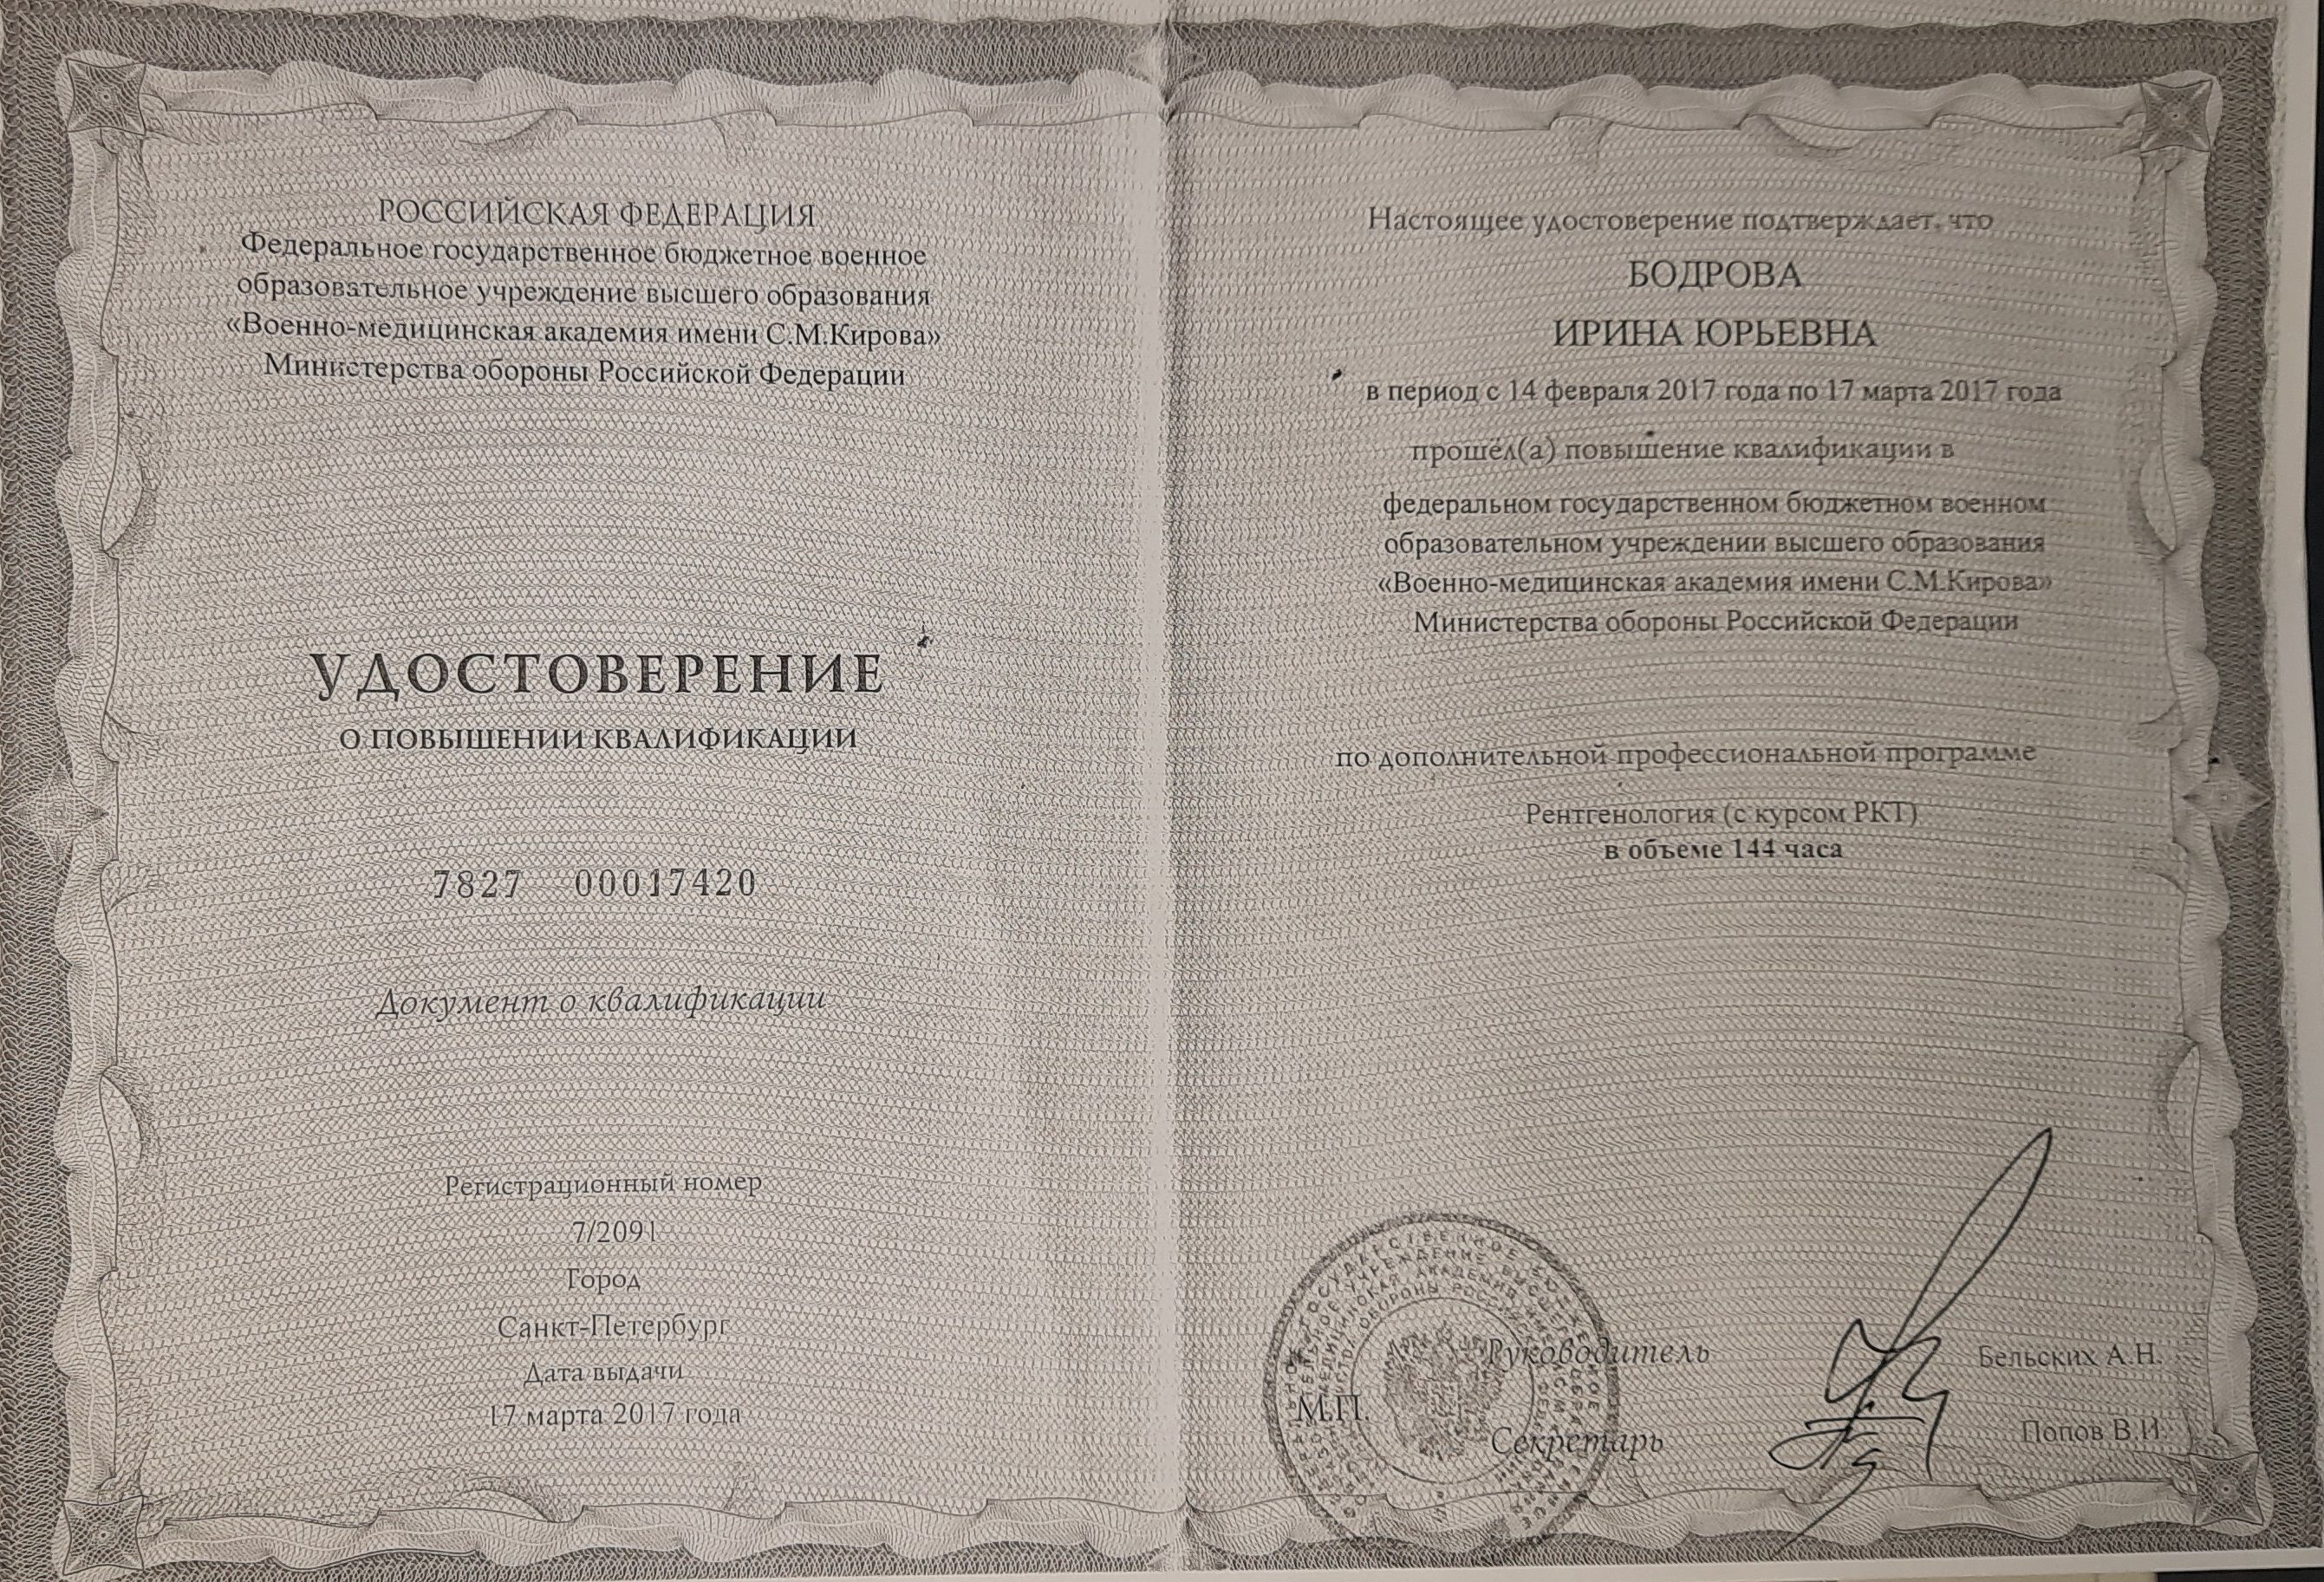 РОССИЙСКАЯ ФЕДЕРАЦИЯ
Федеральное государственное бюджетное военное
образовательное учреждение высшего образования
«Военно-медицинская академия имени С.М.Кирова»
Министерства обороны Российской Федерации
УДОСТОВЕРЕНИЕ
О ПОВЫШЕНИИ КВАЛИФИКАЦИИ
7827 00017420
Документ о квалификации
Регистрационный номер
7/2091
Город
Санкт-Петербург
Дата выдачи
17 марта 2017 года
Настоящее удостоверение подтверждает, что
БОДРОВА
ИРИНА ЮРЬЕВНА
в период с 14 февраля 2017 года по 17 марта 2017 года
прошёл(а) повышение квалификации в
федеральном государственном бюджетном военном
образовательном учреждении высшего образования
«Военно-медицинская академия имени С.М.Кирова»
Министерства обороны Российской Федерации
по дополнительной профессиональной программе
Рентгенология (с курсом РКТ)
в объеме 144 часа
Руководитель Бельских А.Н.
М.П.
Секретарь Попов В.И.